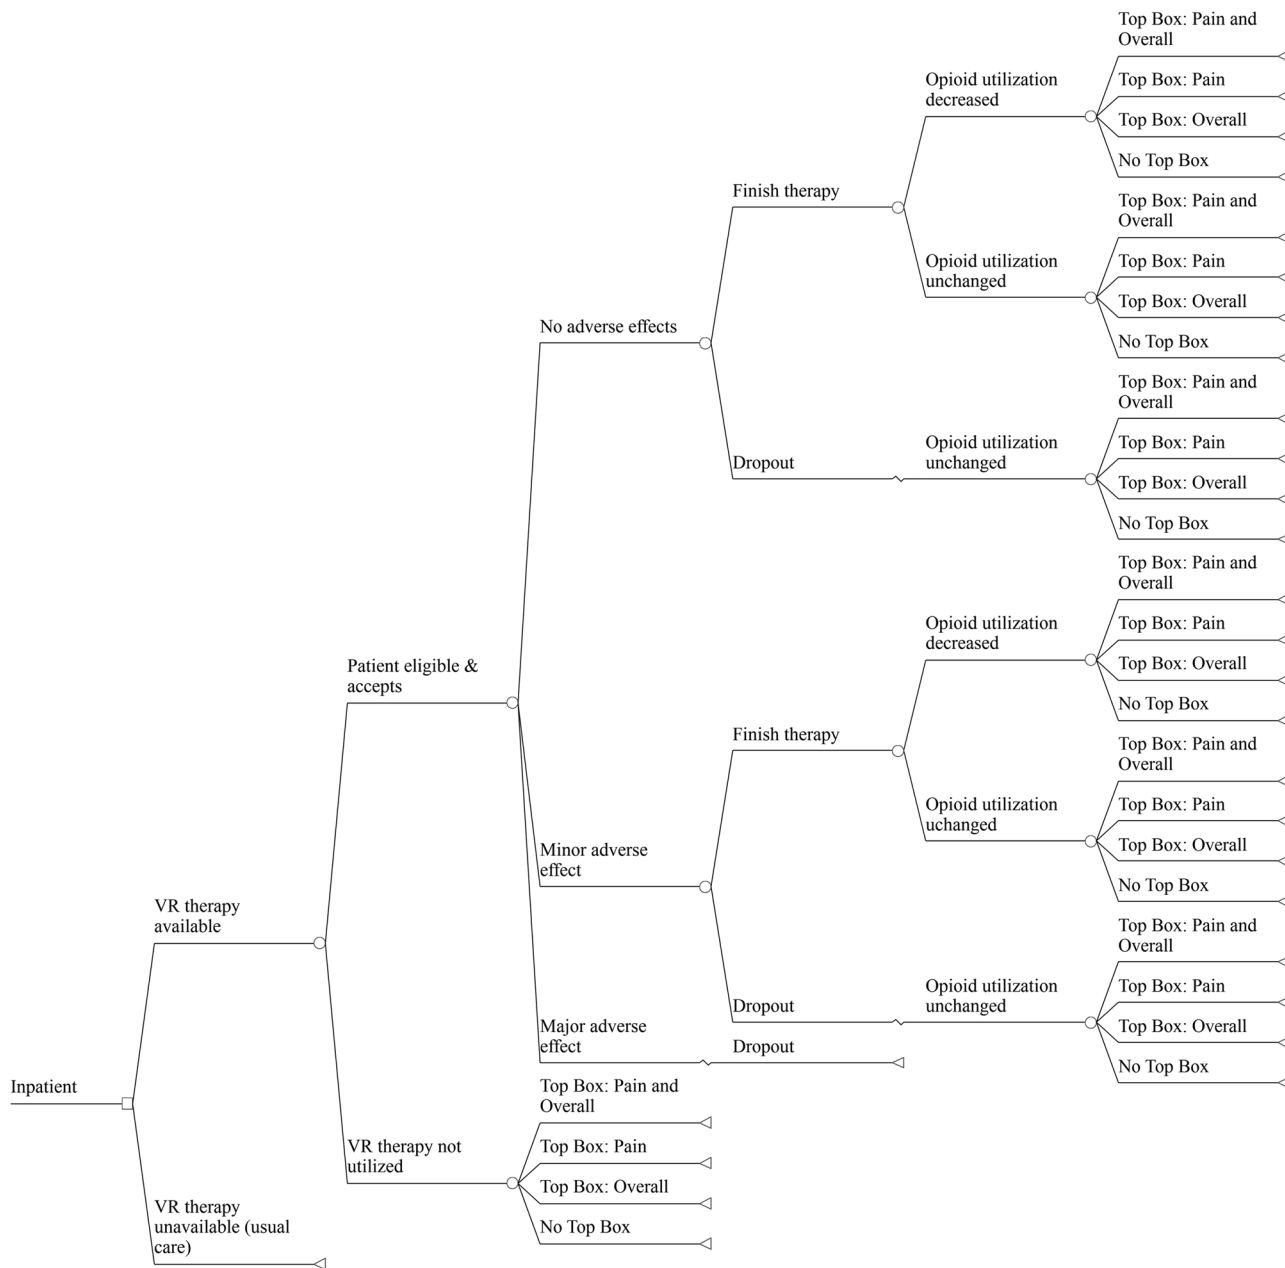 Top Box: Pain and
Overall
Top Box: Pain
Top Box: Overall
No Top Box
Opioid utilization
decreased
Finish therapy
Top Box: Pain and
Overall
Top Box: Pain
Top Box: Overall
No Top Box
Opioid utilization
unchanged
No adverse effects
Top Box: Pain and
Overall
Top Box: Pain
Top Box: Overall
No Top Box
Opioid utilization
unchanged
Dropout
Top Box: Pain and
Overall
Top Box: Pain
Top Box: Overall
No Top Box
Opioid utilization
decreased
Patient eligible &
accepts
Finish therapy
Top Box: Pain and
Overall
Top Box: Pain
Top Box: Overall
No Top Box
Opioid utilization
uchanged
Minor adverse
effect
VR therapy
available
Top Box: Pain and
Overall
Top Box: Pain
Top Box: Overall
No Top Box
Opioid utilization
unchanged
Dropout
Major adverse
effect
Dropout
Inpatient
Top Box: Pain and
Overall
Top Box: Pain
Top Box: Overall
No Top Box
VR therapy not
utilized
VR therapy
unavailable (usual
care)